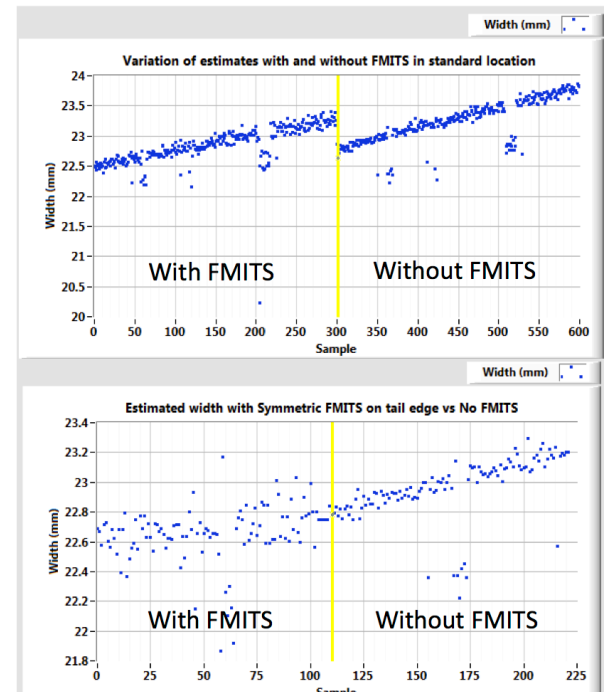 Width (mm)
Variation of estimates with and without FMITS in standard location
24
23.5
23
22.5
22
21.5
21
20.5
20
Width (mm)
With FMITS
Without FMITS
0 50 100 150 200 250 300 350 400 450 500 550 600
Sample
Width (mm)
Estimated width with Symmetric FMITS on tail edge vs No FMITS
23.4
23.2
23
22.8
22.6
22.4
22.2
22
21.8
Width (mm)
With FMITS
Without FMITS
0 25 50 75 100 125 150 175 200 225
Sample